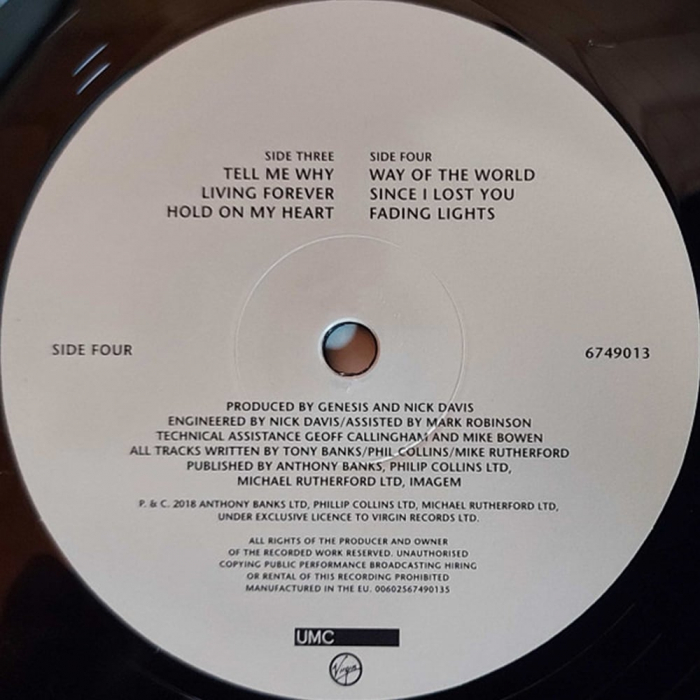 SIDE THREE
TELL ME WHY
LIVING FOREVER
HOLD ON MY HEART
SIDE FOUR
WAY OF THE WORLD
SINCE I LOST YOU
FADING LIGHTS
SIDE FOUR
6749013
PRODUCED BY GENESIS AND NICK DAVIS
ENGINEERED BY NICK DAVIS/ASSISTED BY MARK ROBINSON
TECHNICAL ASSISTANCE GEOFF CALLINGHAM AND MIKE BOWEN
ALL TRACKS WRITTEN BY TONY BANKS/PHIL COLLINS/MIKE RUTHERFORD
PUBLISHED BY ANTHONY BANKS, PHILIP COLLINS LTD,
MICHAEL RUTHERFORD LTD, IMAGEM
P. & C. 2018 ANTHONY BANKS LTD, PHILLIP COLLINS LTD, MICHAEL RUTHERFORD LTD,
UNDER EXCLUSIVE LICENCE TO VIRGIN RECORDS LTD.
ALL RIGHTS OF THE PRODUCER AND OWNER
OF THE RECORDED WORK RESERVED. UNAUTHORISED
COPYING PUBLIC PERFORMANCE BROADCASTING HIRING
OR RENTAL OF THIS RECORDING PROHIBITED
MANUFACTURED IN THE EU. 00602567490135
UMC
Virgin